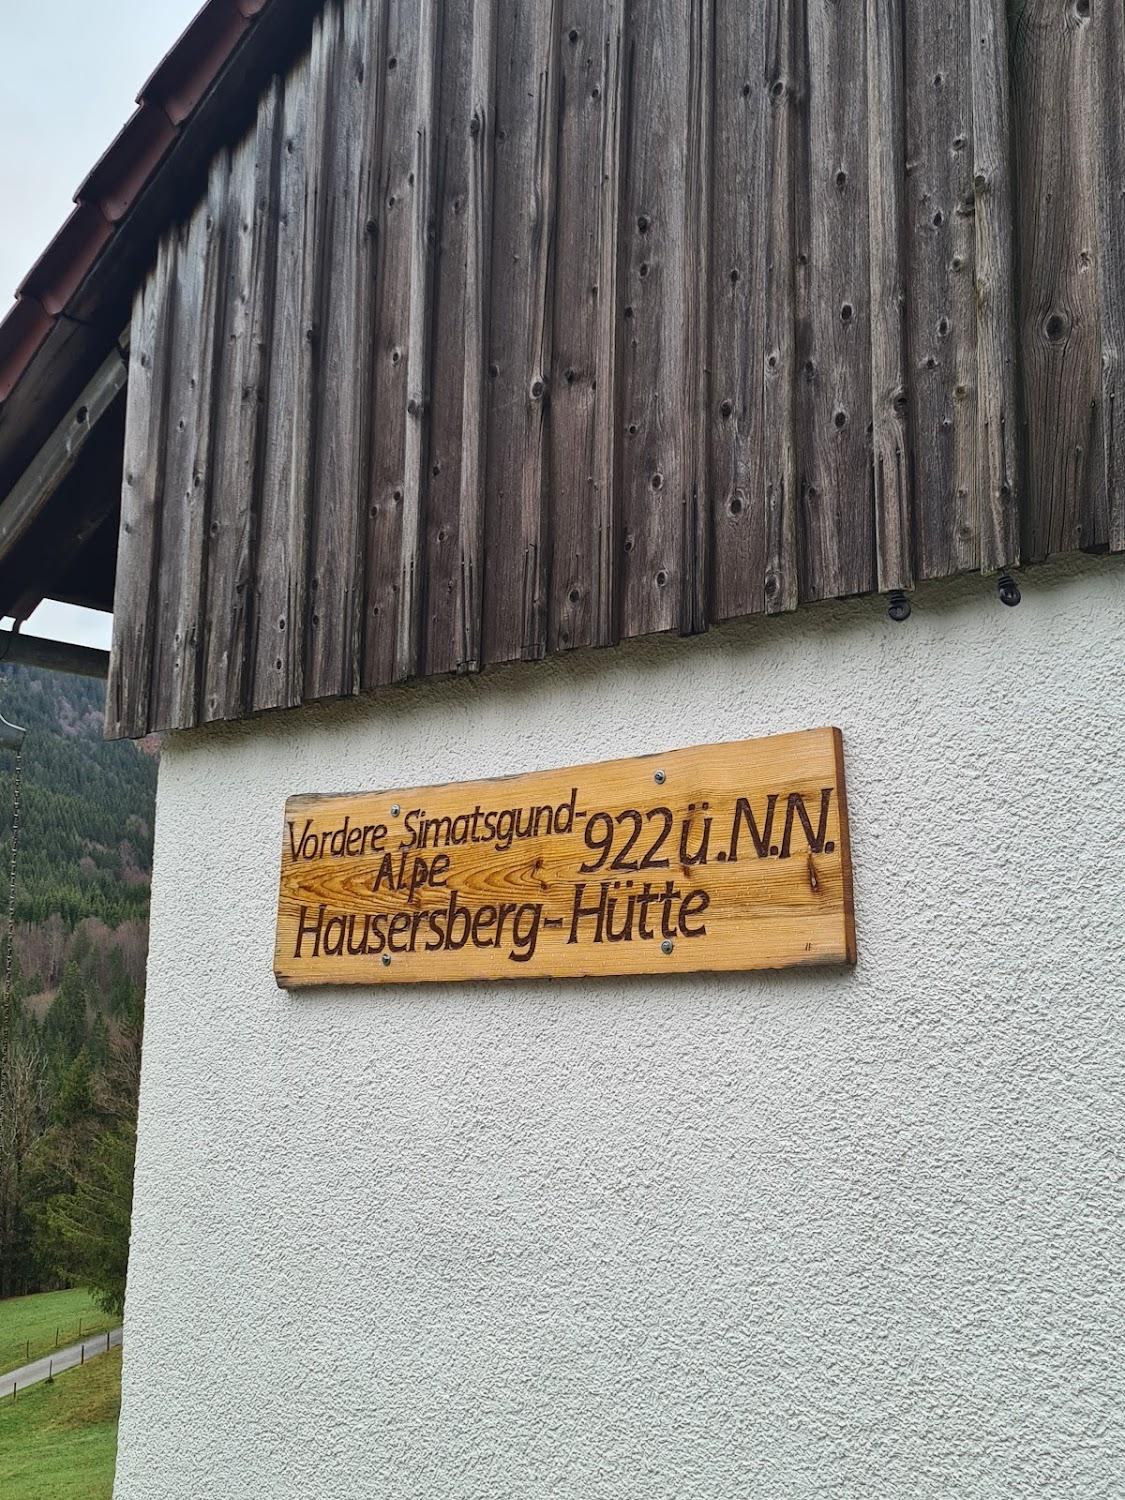 Vordere Simatsgund- 922 ü.N.N.
Alpe
Hausersberg-Hütte